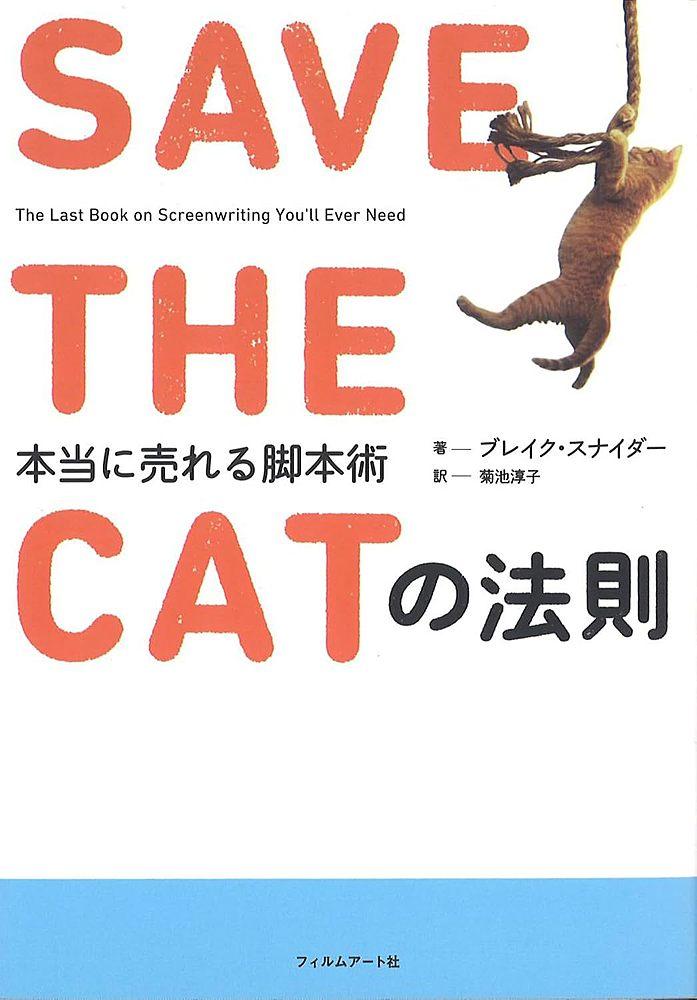 SAVE
The Last Book on Screenwriting You'll Ever Need
THE
本当に売れる脚本術
著 ― ブレイク・スナイダー
訳 ― 菊池淳子
CATの法則
フィルムアート社